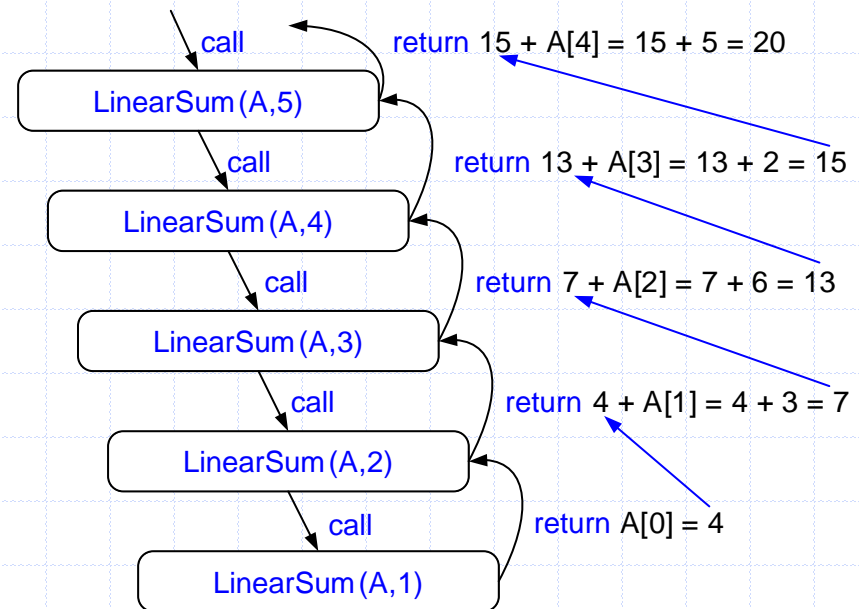 call
return 15 + A[4] = 15 + 5 = 20
LinearSum(A,5)
call
return 13 + A[3] = 13 + 2 = 15
LinearSum(A,4)
call
return 7 + A[2] = 7 + 6 = 13
LinearSum(A,3)
call
return 4 + A[1] = 4 + 3 = 7
LinearSum(A,2)
call
return A[0] = 4
LinearSum(A,1)